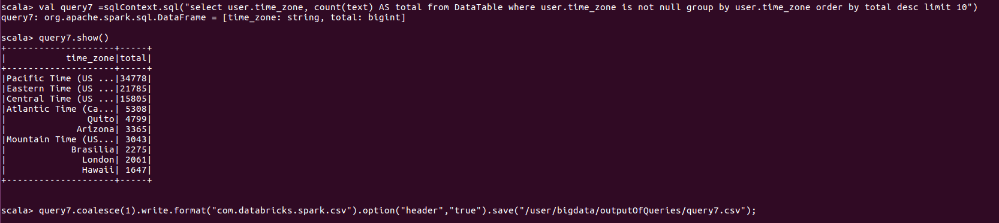 scala> val query7 =sqlContext.sql("select user.time_zone, count(text) AS total from DataTable where user.time_zone is not null group by user.time_zone order by total desc limit 10")
query7: org.apache.spark.sql.DataFrame = [time_zone: string, total: bigint]
scala> query7.show()
+--------------------+-----+
|           time_zone|total|
+--------------------+-----+
|Pacific Time (US ...|34778|
|Eastern Time (US ...|21785|
|Central Time (US ...|15805|
|Atlantic Time (Ca...| 5308|
|               Quito| 4799|
|             Arizona| 3365|
|Mountain Time (US...| 3043|
|            Brasilia| 2275|
|              London| 2061|
|              Hawaii| 1647|
+--------------------+-----+
scala> query7.coalesce(1).write.format("com.databricks.spark.csv").option("header","true").save("/user/bigdata/outputOfQueries/query7.csv");